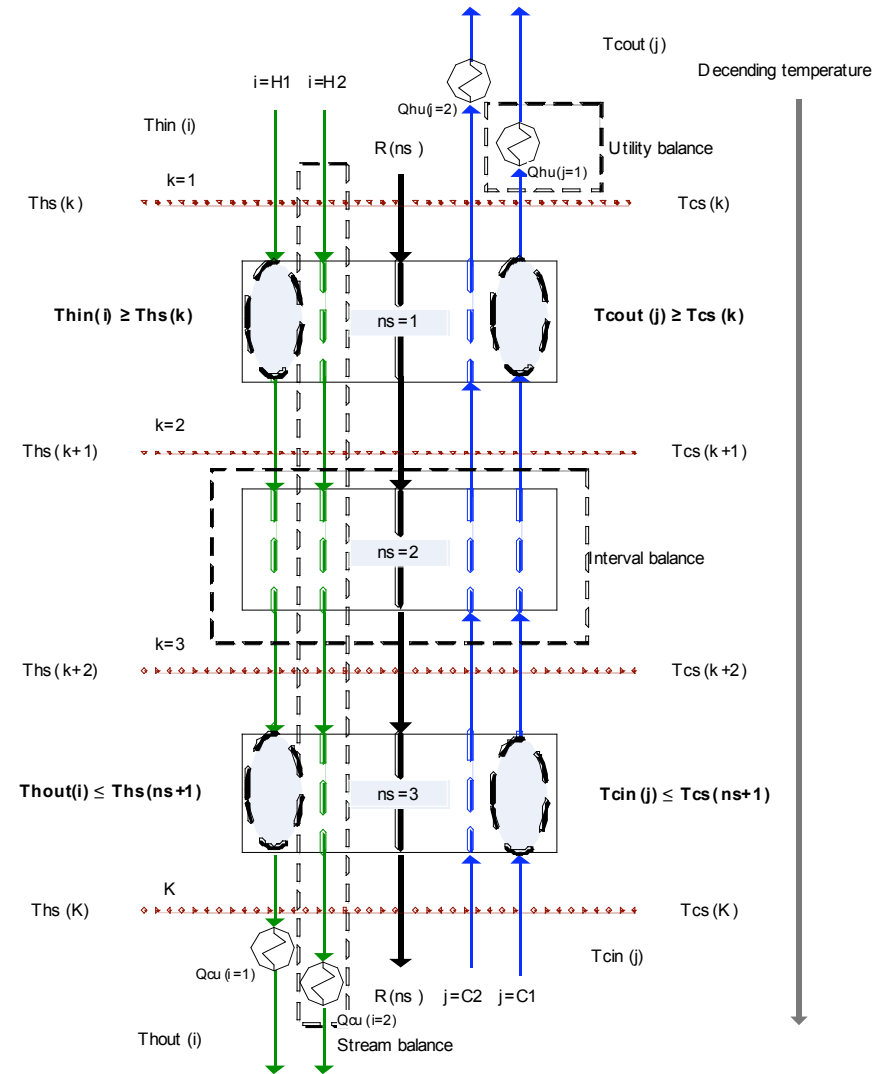 Tcout (j)
Decending temperature
i=H1 i=H2
Qhu(j=2)
Thin (i)
R(ns )
Utility balance
Qhu(j=1)
k=1
Ths (k)
Tcs (k)
Thin(i) ≥ Ths(k)
ns=1
Tcout (j) ≥ Tcs (k)
k=2
Ths (k+1)
Tcs (k+1)
ns=2
Interval balance
k=3
Ths (k+2)
Tcs (k+2)
Thout(i) ≤ Ths(ns+1)
ns=3
Tcin (j) ≤ Tcs( ns+1)
K
Ths (K)
Tcs (K)
Tcin (j)
Qcu (i=1)
R(ns ) j=C2 j=C1
Qcu (i=2)
Thout (i)
Stream balance